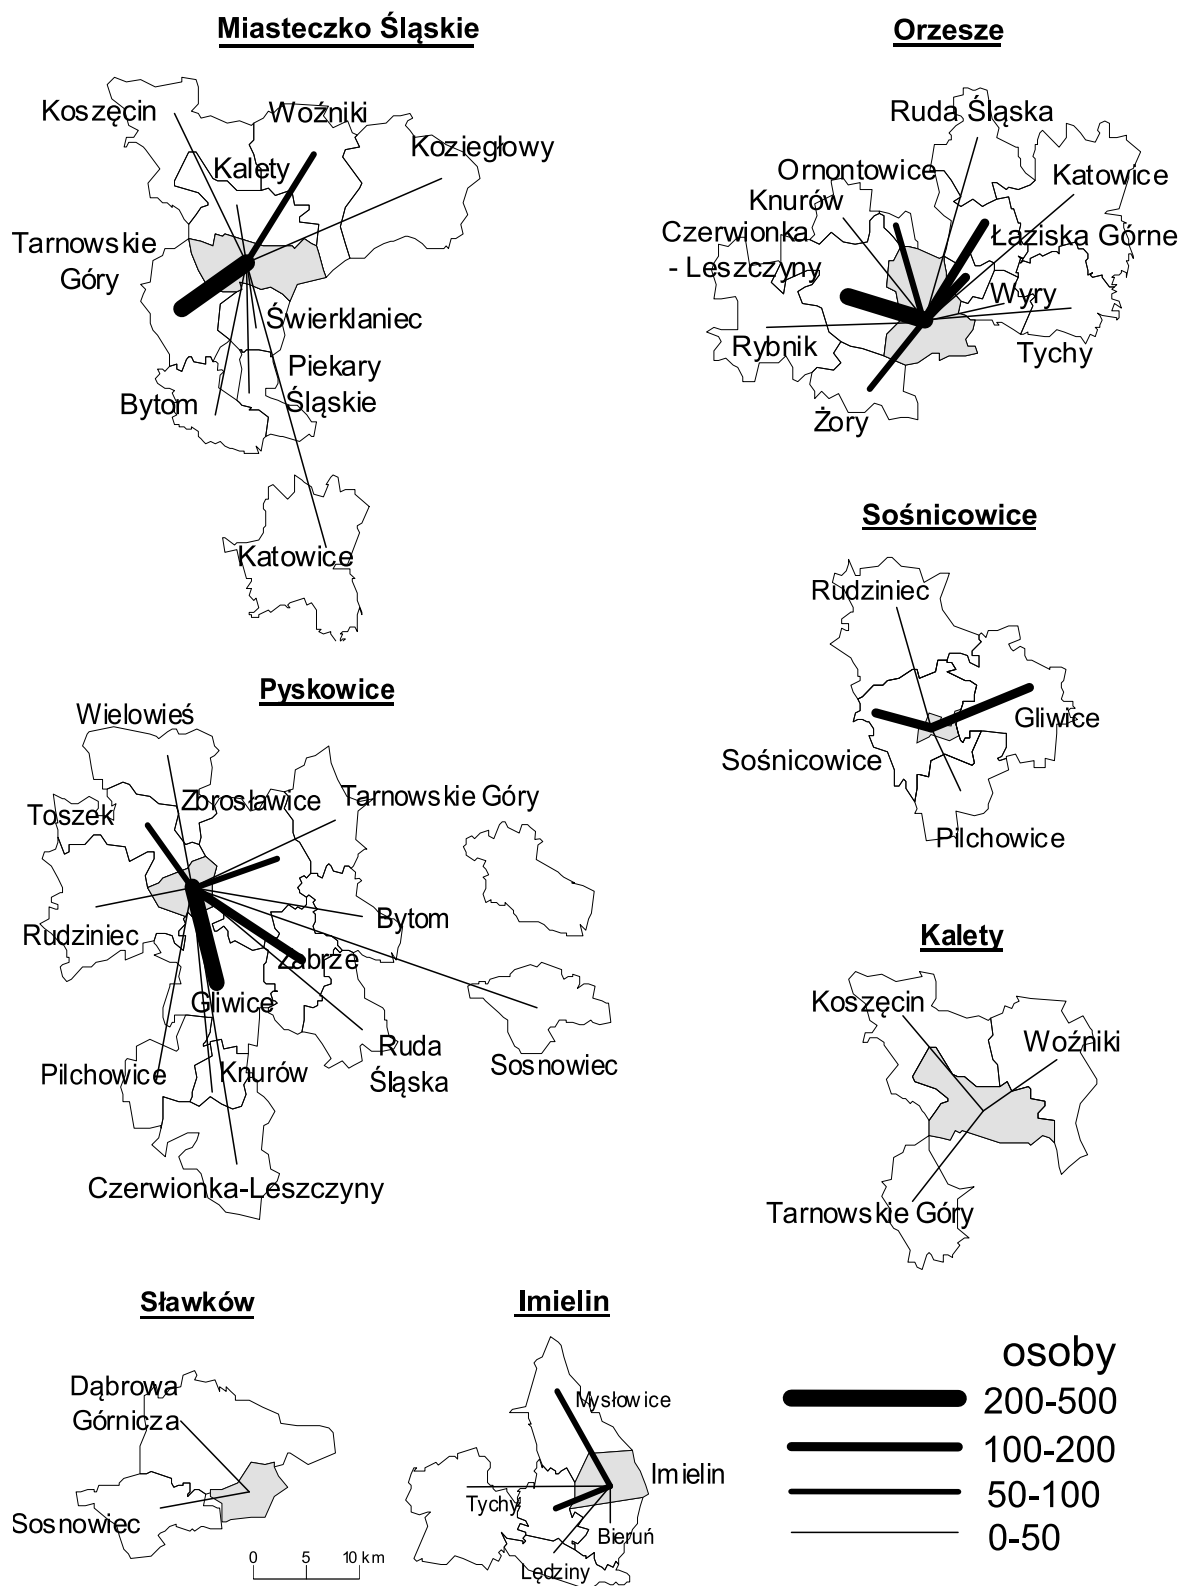 Miasteczko Śląskie
Koszęcin
Woźniki
Kalety
Koziegłowy
Tarnowskie
Góry
Świerklaniec
Piekary
Śląskie
Bytom
Katowice
Orzesze
Ruda Śląska
Ornontowice
Katowice
Knurów
Czerwionka
- Leszczyny
Łaziska Górne
Wyry
Rybnik
Tychy
Żory
Sośnicowice
Rudziniec
Gliwice
Sośnicowice
Pilchowice
Pyskowice
Wielowieś
Zbrosławice
Tarnowskie Góry
Toszek
Bytom
Rudziniec
Zabrze
Gliwice
Ruda
Śląska
Sosnowiec
Pilchowice
Knurów
Czerwionka-Leszczyny
Kalety
Koszęcin
Woźniki
Tarnowskie Góry
Sławków
Dąbrowa
Górnicza
Sosnowiec
0 5 10 km
Imielin
Mysłowice
Imielin
Tychy
Bieruń
Lędziny
osoby
200-500
100-200
50-100
0-50